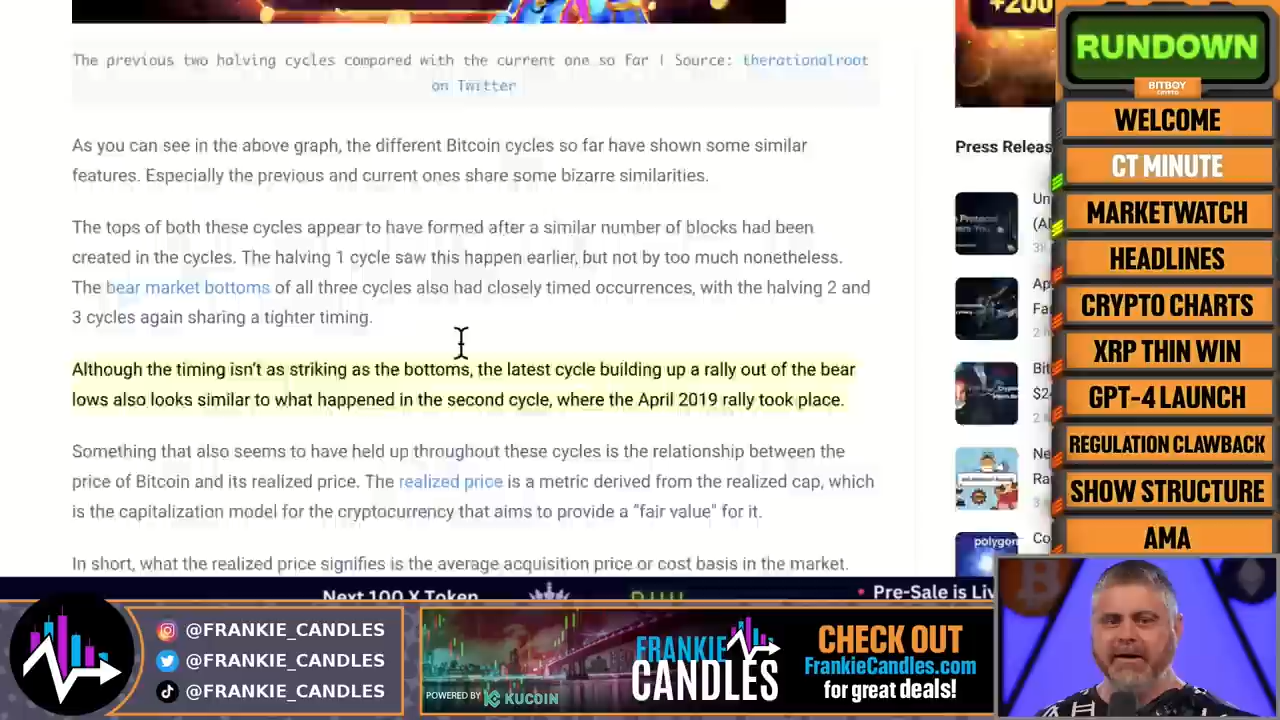 +200
The previous two halving cycles compared with the current one so far | Source: therationalroot
on Twitter
As you can see in the above graph, the different Bitcoin cycles so far have shown some similar
features. Especially the previous and current ones share some bizarre similarities.
The tops of both these cycles appear to have formed after a similar number of blocks had been
created in the cycles. The halving 1 cycle saw this happen earlier, but not by too much nonetheless.
The bear market bottoms of all three cycles also had closely timed occurrences, with the halving 2 and
3 cycles again sharing a tighter timing.
Although the timing isn't as striking as the bottoms, the latest cycle building up a rally out of the bear
lows also looks similar to what happened in the second cycle, where the April 2019 rally took place.
Something that also seems to have held up throughout these cycles is the relationship between the
price of Bitcoin and its realized price. The realized price is a metric derived from the realized cap, which
is the capitalization model for the cryptocurrency that aims to provide a "fair value" for it.
In short, what the realized price signifies is the average acquisition price or cost basis in the market.
Press Releas
Un
(Al
Ap
Fa
Bit
$2
Ne
Ra
polygon
Co
RUNDOWN
BITBOY
CRYPTO
WELCOME
CT MINUTE
MARKETWATCH
HEADLINES
CRYPTO CHARTS
XRP THIN WIN
GPT-4 LAUNCH
REGULATION CLAWBACK
SHOW STRUCTURE
AMA
Next 100 X Token
Pre-Sale is Liv
@FRANKIE_CANDLES
@FRANKIE_CANDLES
@FRANKIE_CANDLES
POWERED BY KUCOIN
FRANKIE
CANDLES
CHECK OUT
FrankieCandles.com
for great deals!